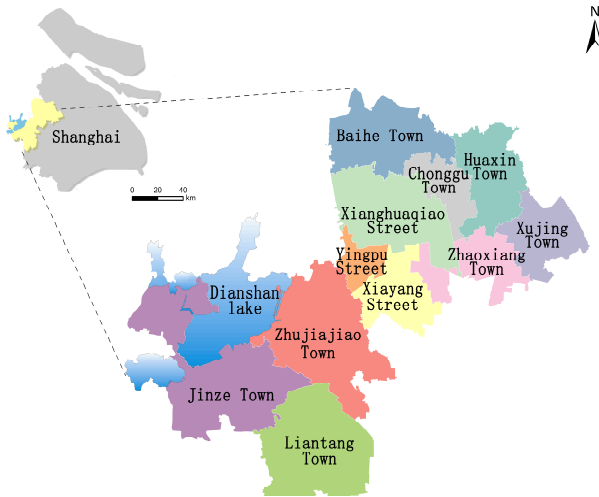 N
Shanghai
0 20 40
km
Baihe Town
Huaxin
Town
Chonggu
Town
Xianghuaqiao
Street
Xujing
Town
Yingpu
Street
Zhaoxiang
Town
Xiayang
Street
Dianshan
lake
Zhujiajiao
Town
Jinze Town
Liantang
Town